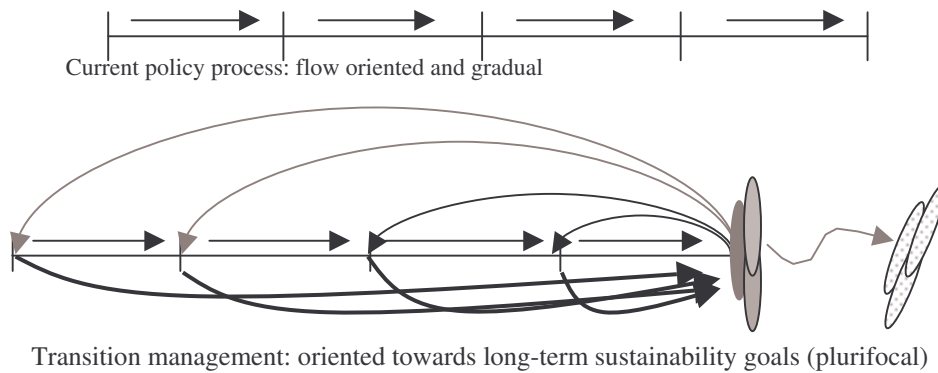 Current policy process: flow oriented and gradual
Transition management: oriented towards long-term sustainability goals (plurifocal)